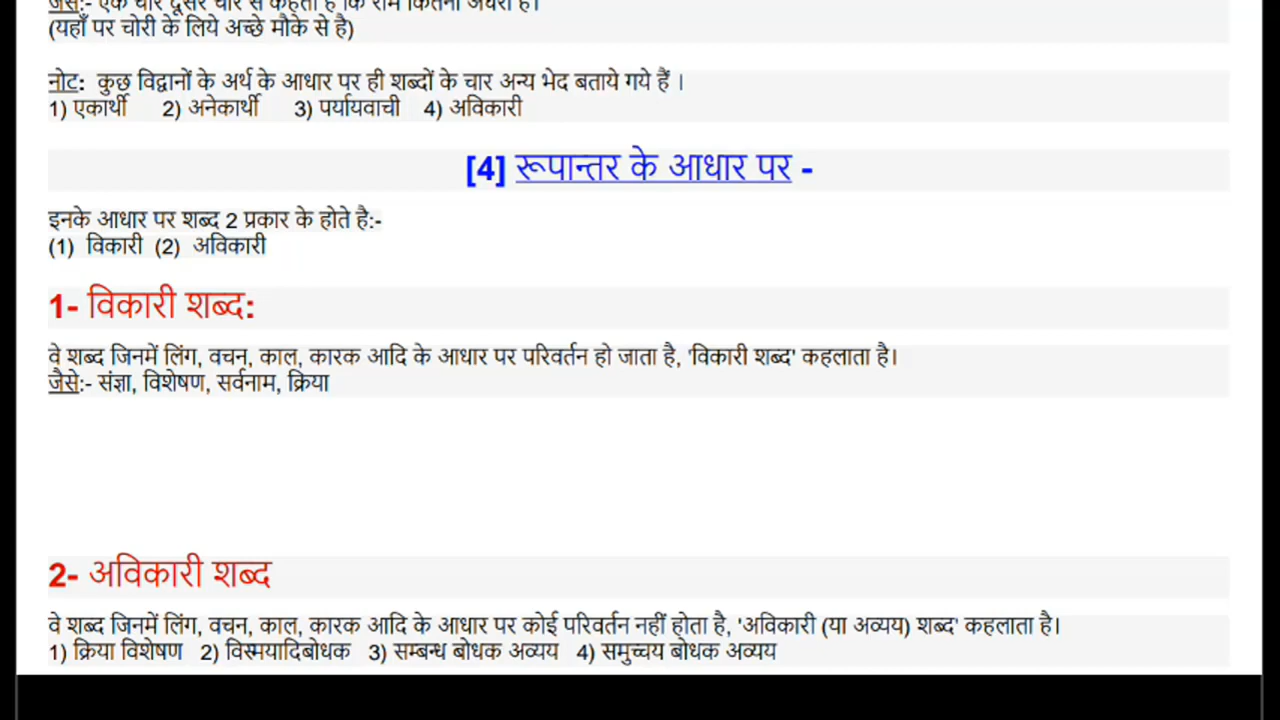 जैसे:- एक चोर दूसरे चोर से कहता है कि रात कितनी अंधेरी है।
(यहाँ पर चोरी के लिये अच्छे मौके से है)
नोट: कुछ विद्वानों के अर्थ के आधार पर ही शब्दों के चार अन्य भेद बताये गये हैं ।
1) एकार्थी 2) अनेकार्थी 3) पर्यायवाची 4) अविकारी
[4] रूपान्तर के आधार पर -
इनके आधार पर शब्द 2 प्रकार के होते है:-
(1) विकारी (2) अविकारी
1- विकारी शब्द:
वे शब्द जिनमें लिंग, वचन, काल, कारक आदि के आधार पर परिवर्तन हो जाता है, 'विकारी शब्द' कहलाता है।
जैसे:- संज्ञा, विशेषण, सर्वनाम, क्रिया
2- अविकारी शब्द
वे शब्द जिनमें लिंग, वचन, काल, कारक आदि के आधार पर कोई परिवर्तन नहीं होता है, 'अविकारी (या अव्यय) शब्द' कहलाता है।
1) क्रिया विशेषण 2) विस्मयादिबोधक 3) सम्बन्ध बोधक अव्यय 4) समुच्चय बोधक अव्यय